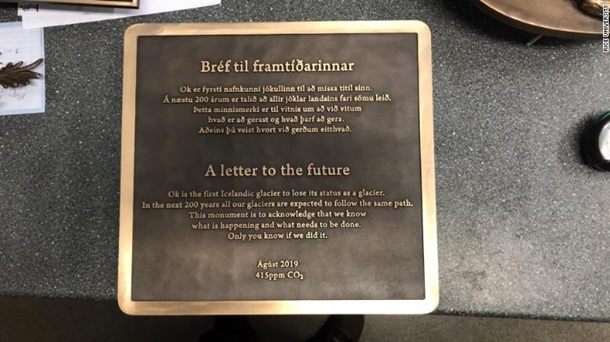 Bréf til framtíðarinnar
Ok er fyrsti nafnkunni jökullinn til að missa titil sinn.
Á næstu 200 árum er talið að allir jöklar landsins fari sömu leið.
Þetta minnismerki er til vitnis um að við vitum
hvað er að gerast og hvað þarf að gera.
Aðeins þú veist hvort við gerðum eitthvað.
A letter to the future
Ok is the first Icelandic glacier to lose its status as a glacier.
In the next 200 years all our glaciers are expected to follow the same path.
This monument is to acknowledge that we know
what is happening and what needs to be done.
Only you know if we did it.
Ágúst 2019
415ppm CO₂
RICE UNIVERSITY